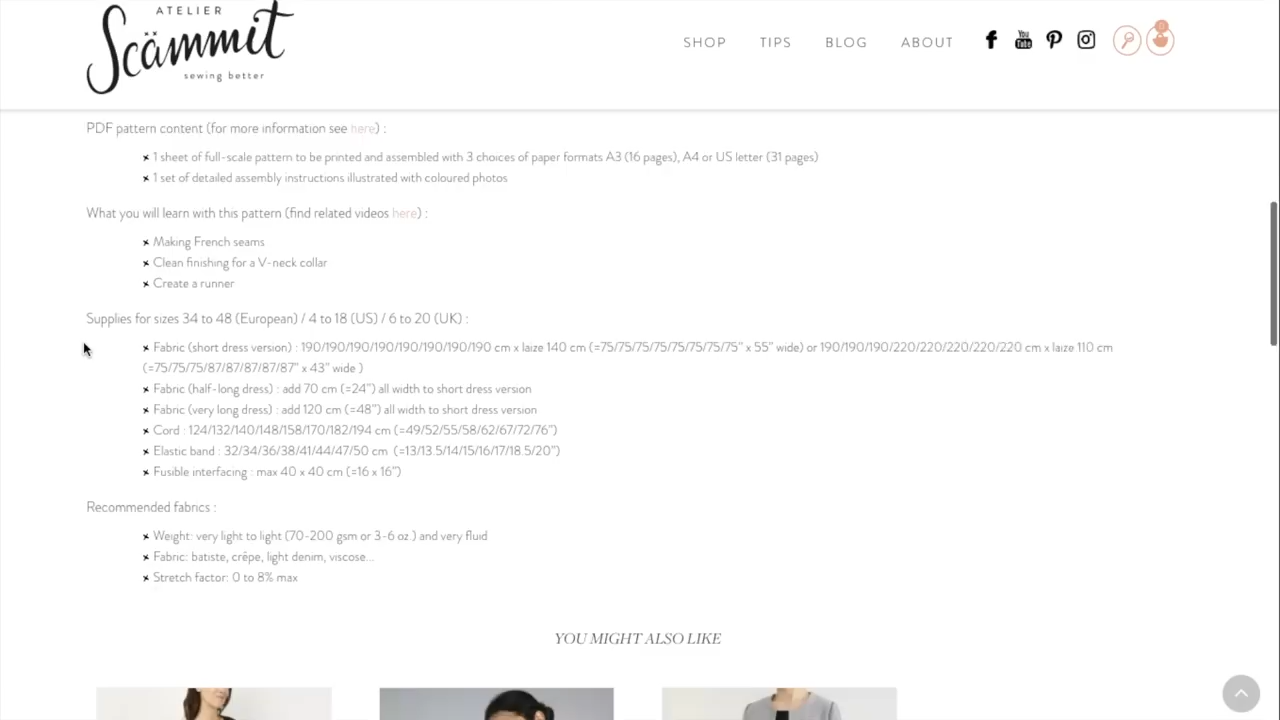 ATELIER
Scämmit
sewing better
SHOP TIPS BLOG ABOUT
You
Tube
0
PDF pattern content (for more information see here) :
1 sheet of full-scale pattern to be printed and assembled with 3 choices of paper formats A3 (16 pages), A4 or US letter (31 pages)
1 set of detailed assembly instructions illustrated with coloured photos
What you will learn with this pattern (find related videos here) :
Making French seams
Clean finishing for a V-neck collar
Create a runner
Supplies for sizes 34 to 48 (European) / 4 to 18 (US) / 6 to 20 (UK) :
Fabric (short dress version) : 190/190/190/190/190/190/190/190 cm x laize 140 cm (=75/75/75/75/75/75/75/75" x 55" wide) or 190/190/190/220/220/220/220/220 cm x laize 110 cm
(=75/75/75/87/87/87/87/87" x 43" wide )
Fabric (half-long dress) : add 70 cm (=24") all width to short dress version
Fabric (very long dress) : add 120 cm (=48") all width to short dress version
Cord : 124/132/140/148/158/170/182/194 cm (=49/52/55/58/62/67/72/76")
Elastic band : 32/34/36/38/41/44/47/50 cm (=13/13.5/14/15/16/17/18.5/20")
Fusible interfacing : max 40 x 40 cm (=16 x 16")
Recommended fabrics :
Weight: very light to light (70-200 gsm or 3-6 oz.) and very fluid
Fabric: batiste, crêpe, light denim, viscose...
Stretch factor: 0 to 8% max
YOU MIGHT ALSO LIKE